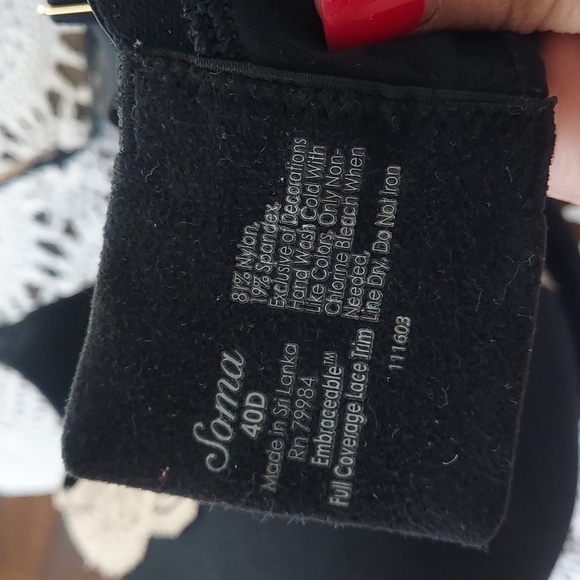 Soma
40D
Made in Sri Lanka
Rn 79984
Embraceable™
Full Coverage Lace Trim
81% Nylon,
19% Spandex,
Exclusive of Decorations
Hand Wash Cold With
Like Colors, Only Non-
Chlorine Bleach When
Needed,
Line Dry. Do Not Iron
111603